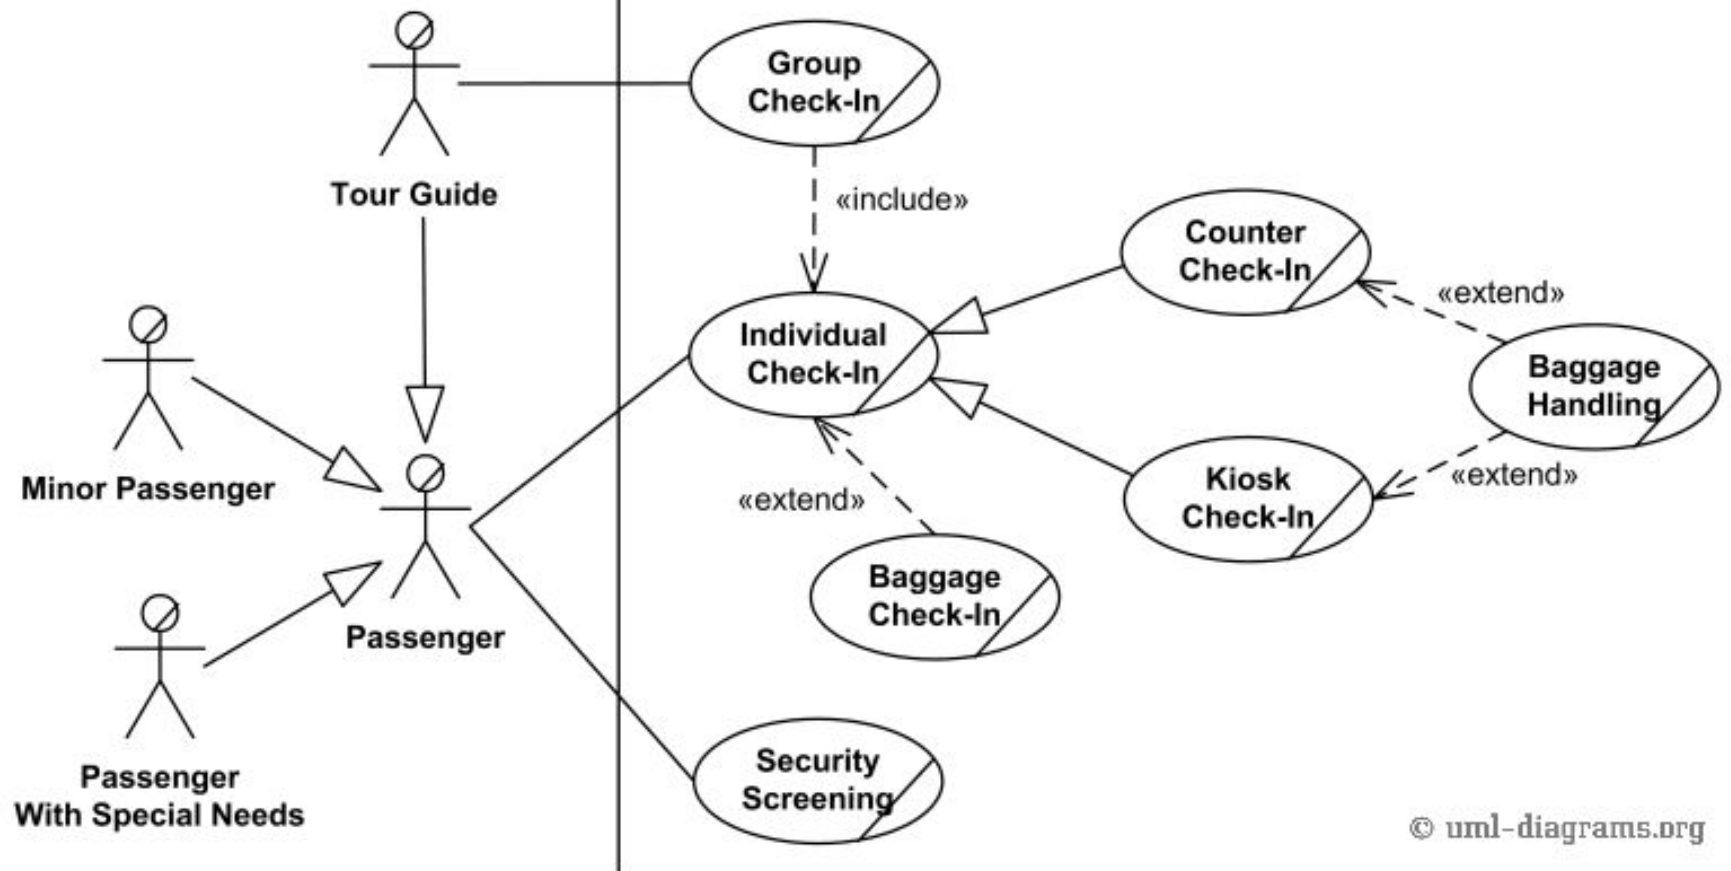 Group
Check-In
Tour Guide
«include»
Counter
Check-In
«extend»
Individual
Check-In
Baggage
Handling
Minor Passenger
«extend»
Kiosk
Check-In
«extend»
Baggage
Check-In
Passenger
Security
Screening
Passenger
With Special Needs
© uml-diagrams.org